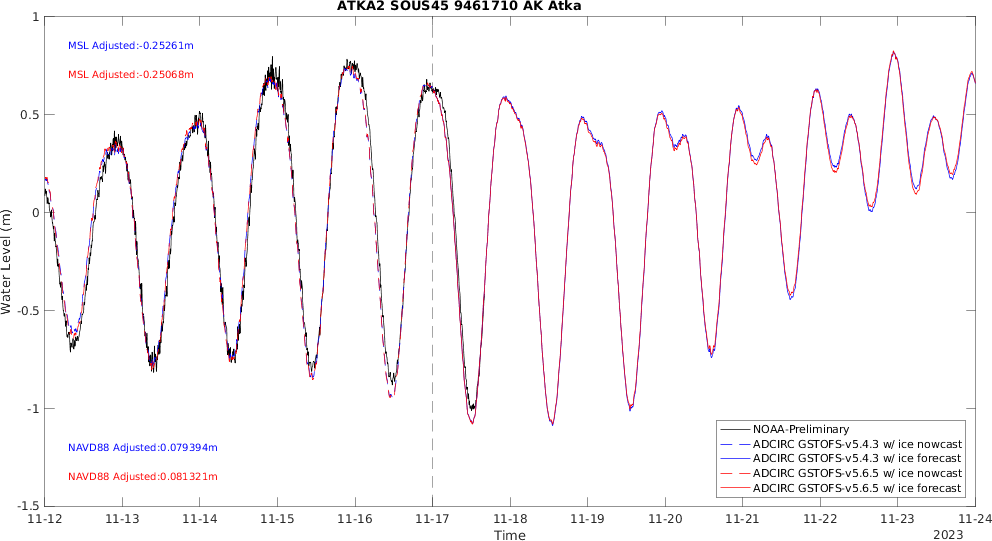 ATKA2 SOUS45 9461710 AK Atka
1
0.5
0
-0.5
-1
-1.5
Water Level (m)
MSL Adjusted:-0.25261m
MSL Adjusted:-0.25068m
NAVD88 Adjusted:0.079394m
NAVD88 Adjusted:0.081321m
NOAA-Preliminary
ADCIRC GSTOFS-v5.4.3 w/ ice nowcast
ADCIRC GSTOFS-v5.4.3 w/ ice forecast
ADCIRC GSTOFS-v5.6.5 w/ ice nowcast
ADCIRC GSTOFS-v5.6.5 w/ ice forecast
11-12 11-13 11-14 11-15 11-16 11-17 11-18 11-19 11-20 11-21 11-22 11-23 11-24
Time
2023